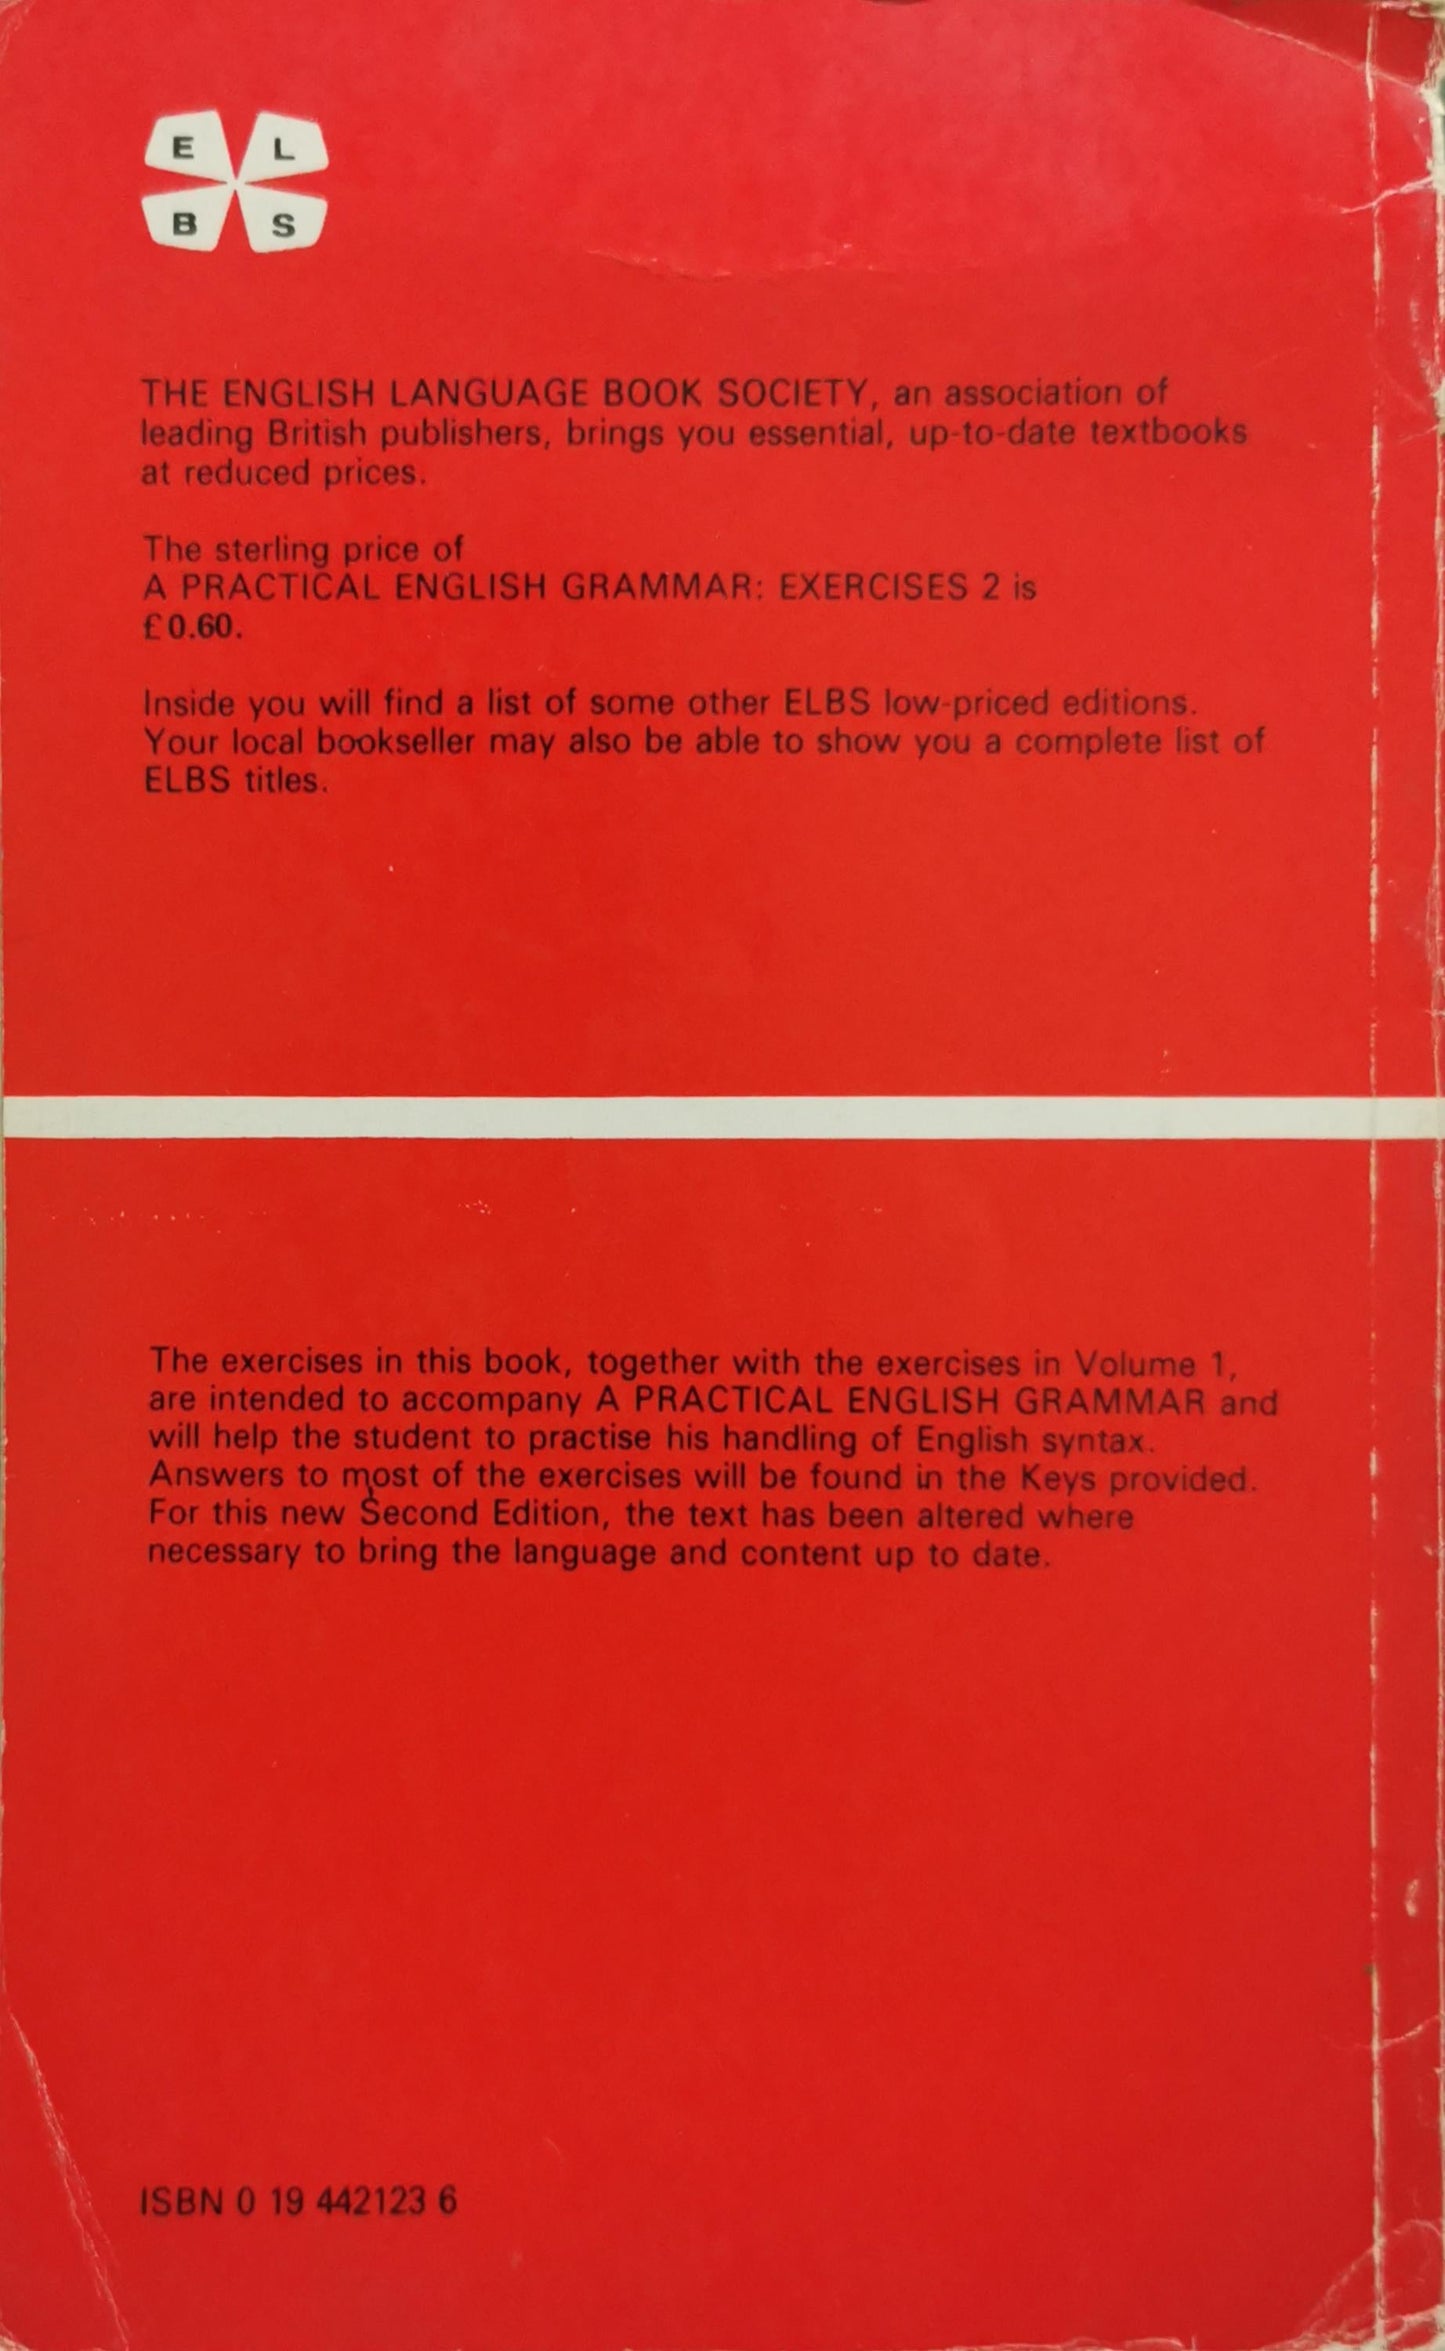 E L
B S
THE ENGLISH LANGUAGE BOOK SOCIETY, an association of
leading British publishers, brings you essential, up-to-date textbooks
at reduced prices.
The sterling price of
A PRACTICAL ENGLISH GRAMMAR: EXERCISES 2 is
£0.60.
Inside you will find a list of some other ELBS low-priced editions.
Your local bookseller may also be able to show you a complete list of
ELBS titles.
The exercises in this book, together with the exercises in Volume 1,
are intended to accompany A PRACTICAL ENGLISH GRAMMAR and
will help the student to practise his handling of English syntax.
Answers to most of the exercises will be found in the Keys provided.
For this new Second Edition, the text has been altered where
necessary to bring the language and content up to date.
ISBN 0 19 442123 6